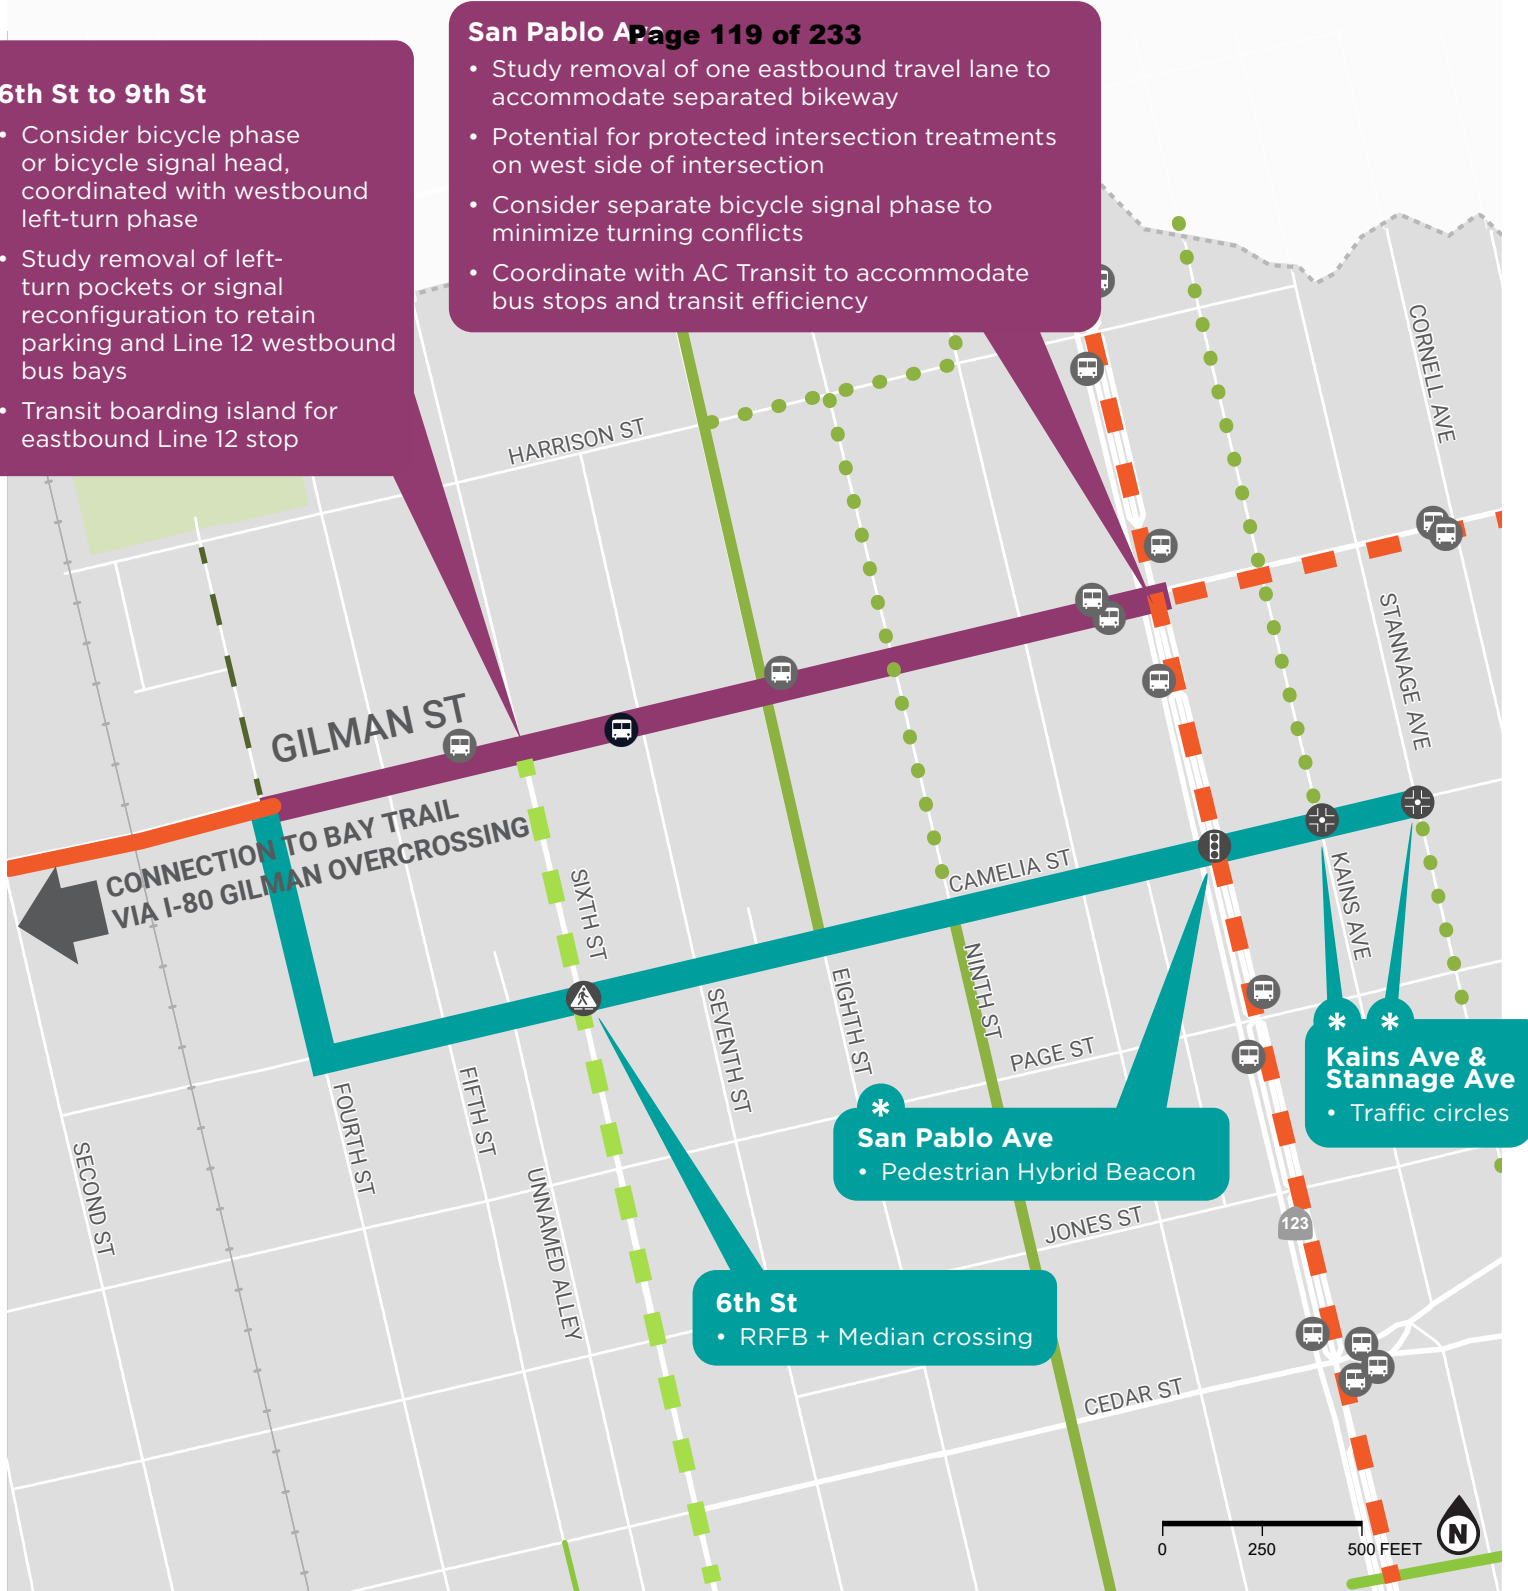 San Pablo Ave
Page 119 of 233
• Study removal of one eastbound travel lane to
accommodate separated bikeway
• Potential for protected intersection treatments
on west side of intersection
• Consider separate bicycle signal phase to
minimize turning conflicts
• Coordinate with AC Transit to accommodate
bus stops and transit efficiency
6th St to 9th St
• Consider bicycle phase
or bicycle signal head,
coordinated with westbound
left-turn phase
• Study removal of left-
turn pockets or signal
reconfiguration to retain
parking and Line 12 westbound
bus bays
• Transit boarding island for
eastbound Line 12 stop
HARRISON ST
CORNELL AVE
STANNAGE AVE
GILMAN ST
CONNECTION TO BAY TRAIL
VIA I-80 GILMAN OVERCROSSING
SIXTH ST
CAMELIA ST
KAINS AVE
NINTH ST
EIGHTH ST
SEVENTH ST
PAGE ST
FIFTH ST
FOURTH ST
SECOND ST
UNNAMED ALLEY
* *
Kains Ave &
Stannage Ave
• Traffic circles
*
San Pablo Ave
• Pedestrian Hybrid Beacon
JONES ST
123
6th St
• RRFB + Median crossing
CEDAR ST
0 250 500 FEET
N